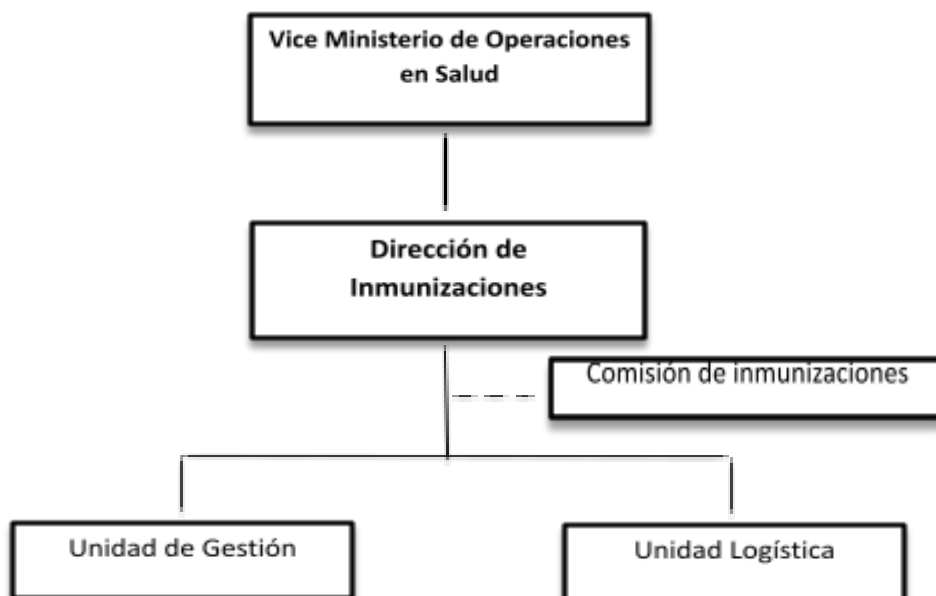 Vice Ministerio de Operaciones
en Salud
Dirección de
Inmunizaciones
Comisión de inmunizaciones
Unidad de Gestión
Unidad Logística